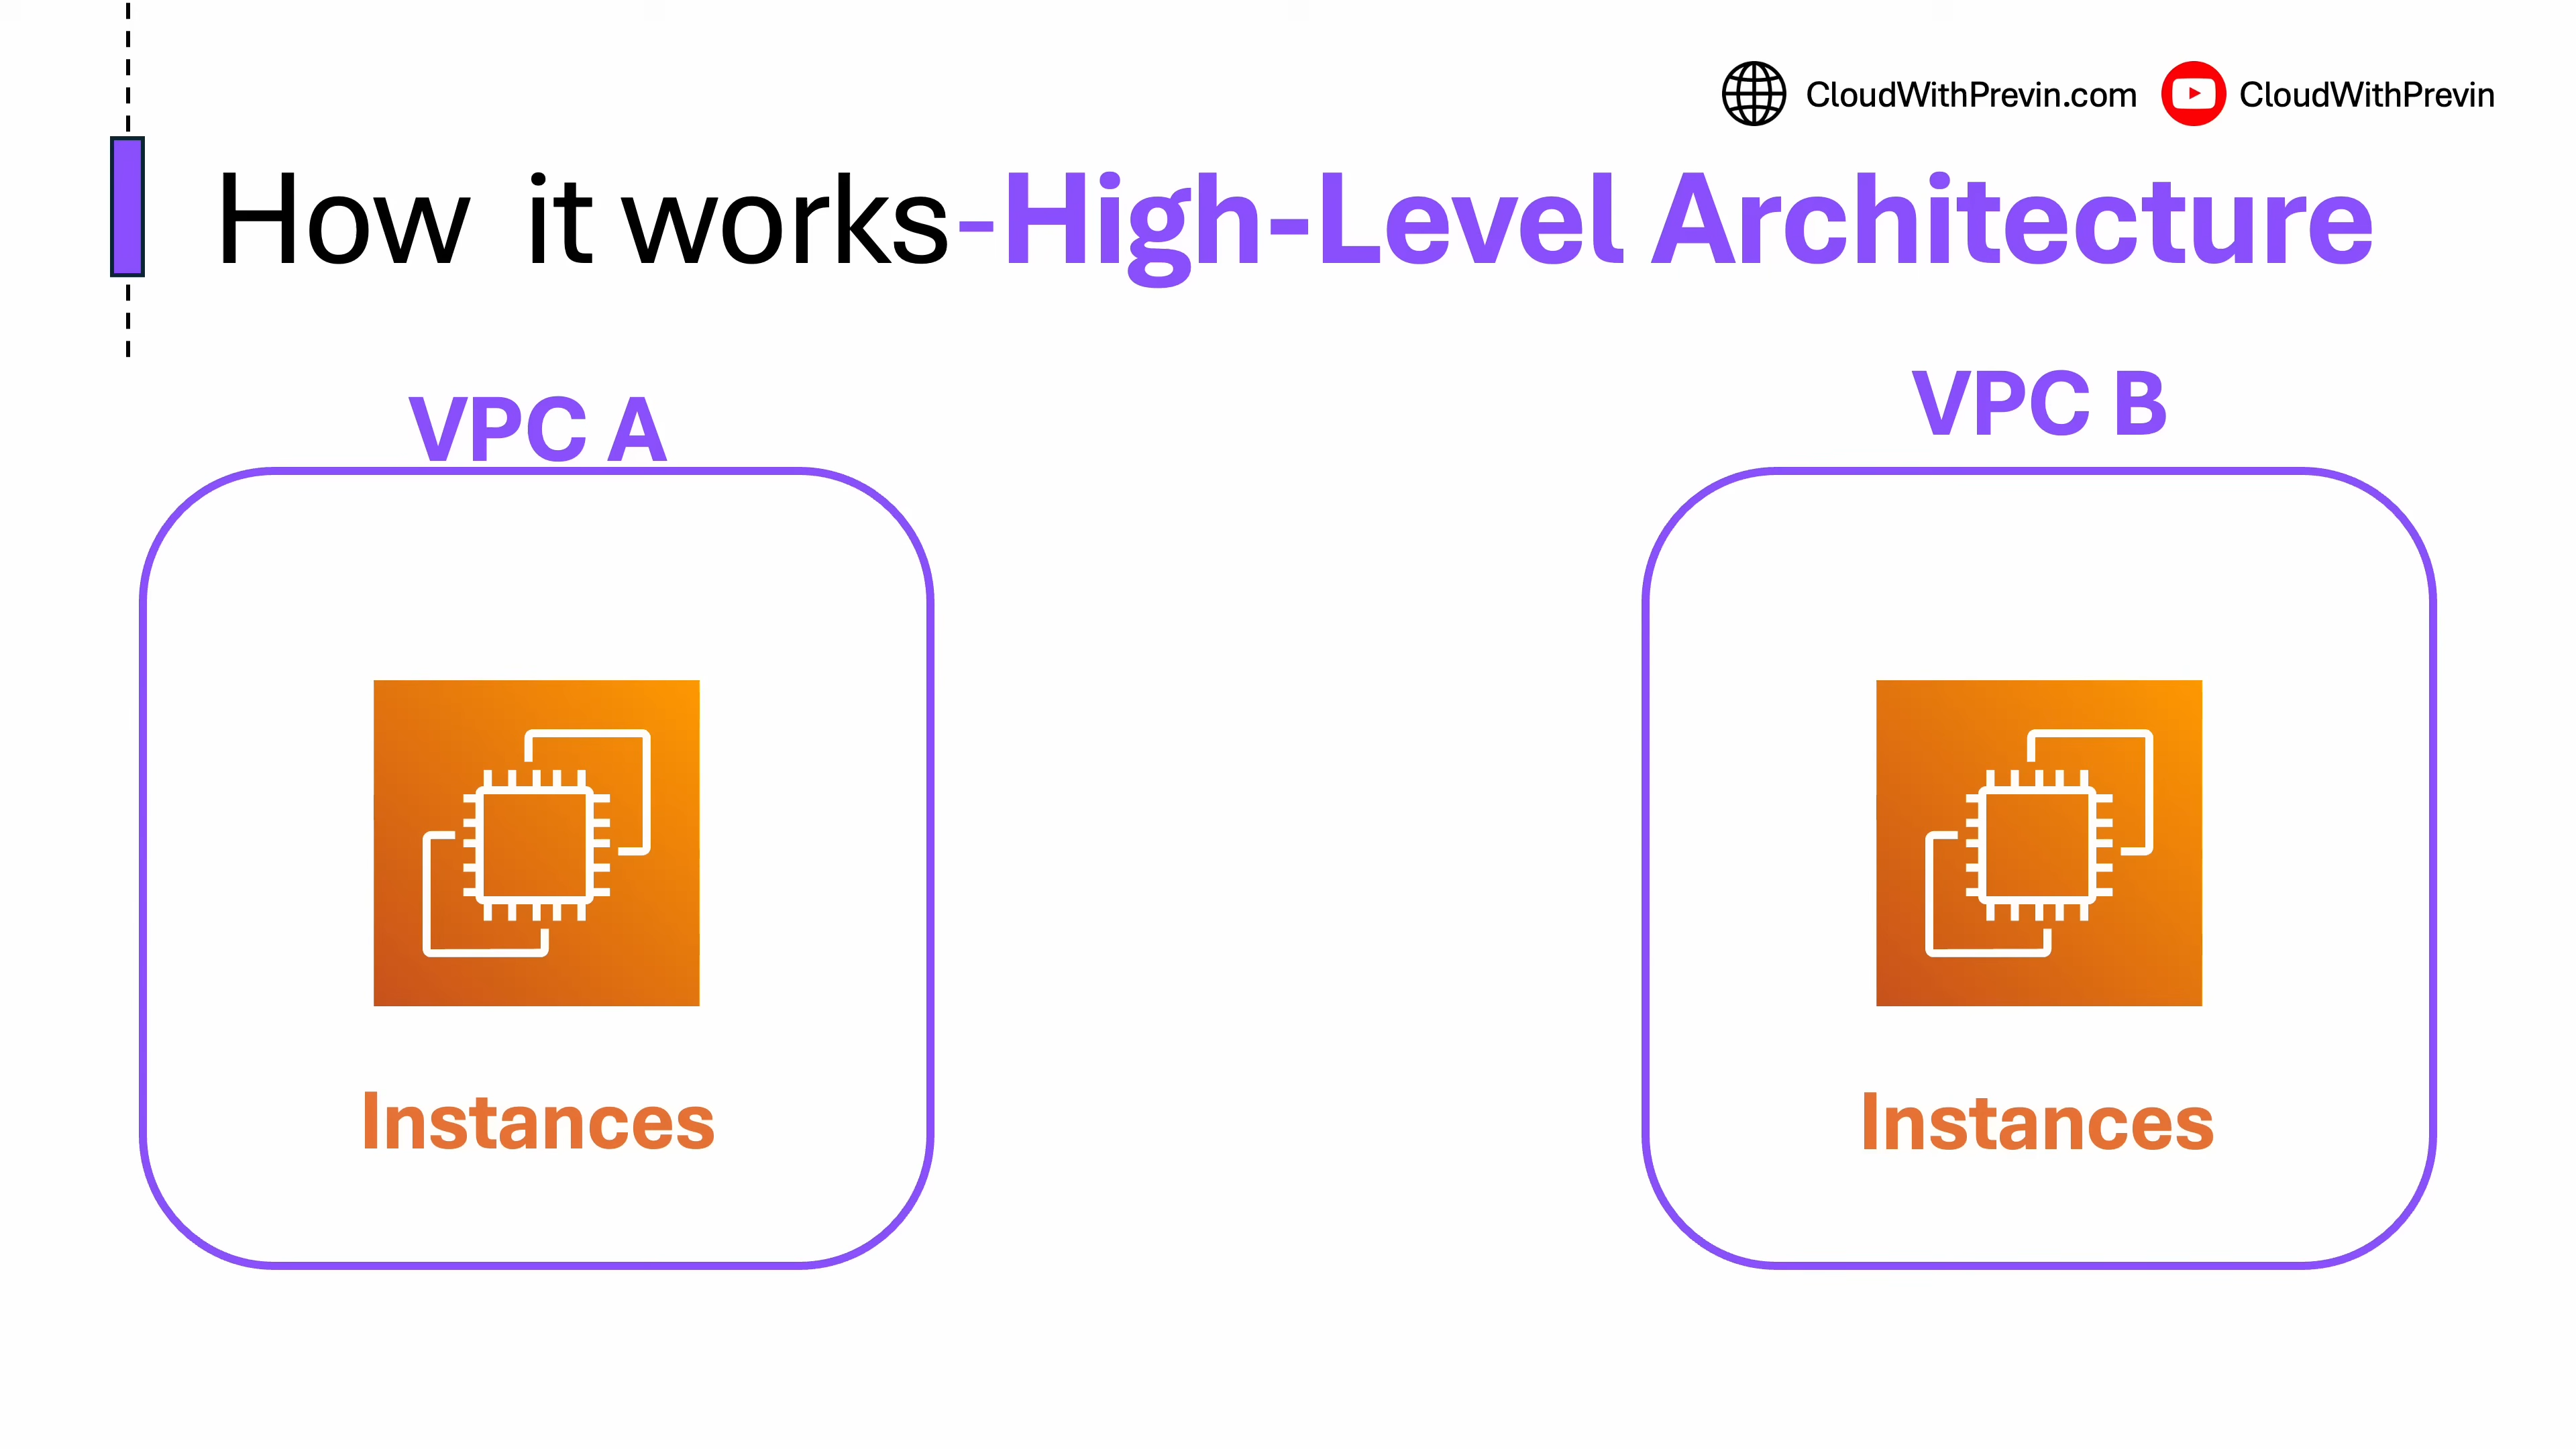 CloudWithPrevin.com CloudWithPrevin
How it works-High-Level Architecture
VPC A
VPC B
Instances
Instances